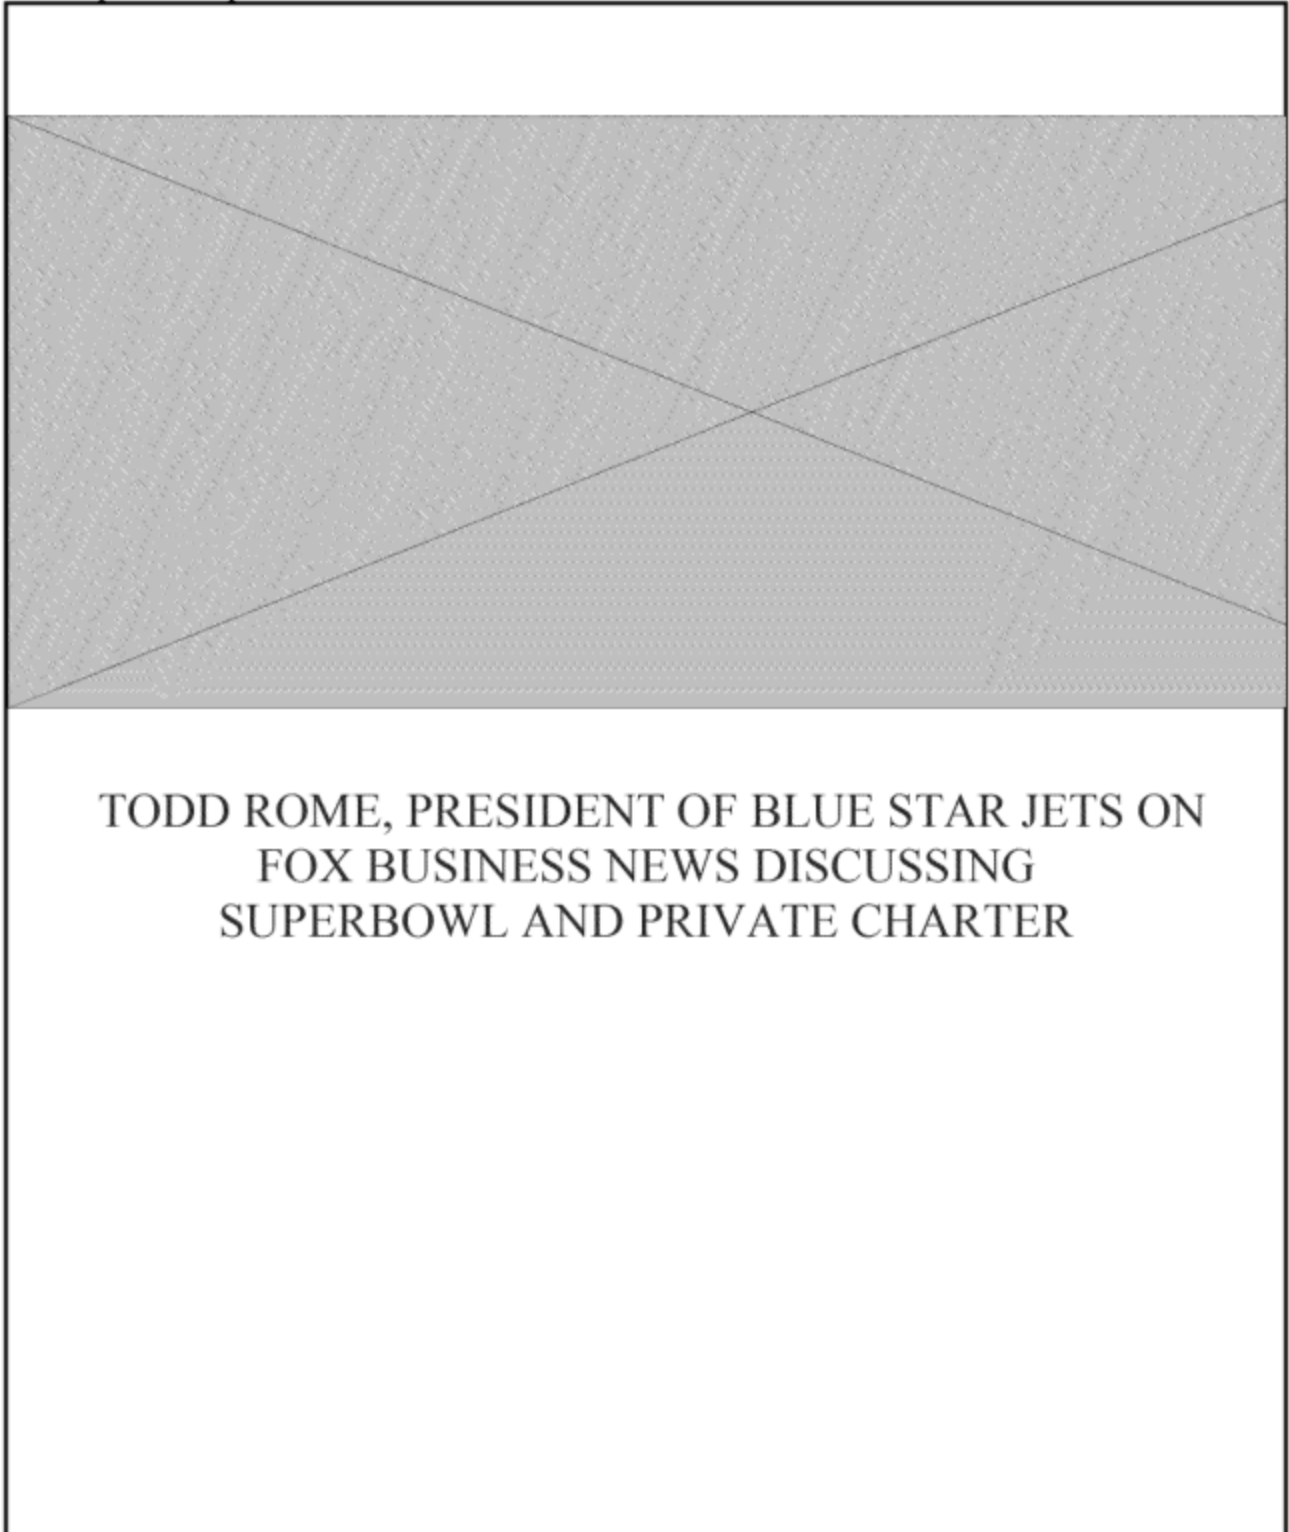 TODD ROME, PRESIDENT OF BLUE STAR JETS ON
FOX BUSINESS NEWS DISCUSSING
SUPERBOWL AND PRIVATE CHARTER